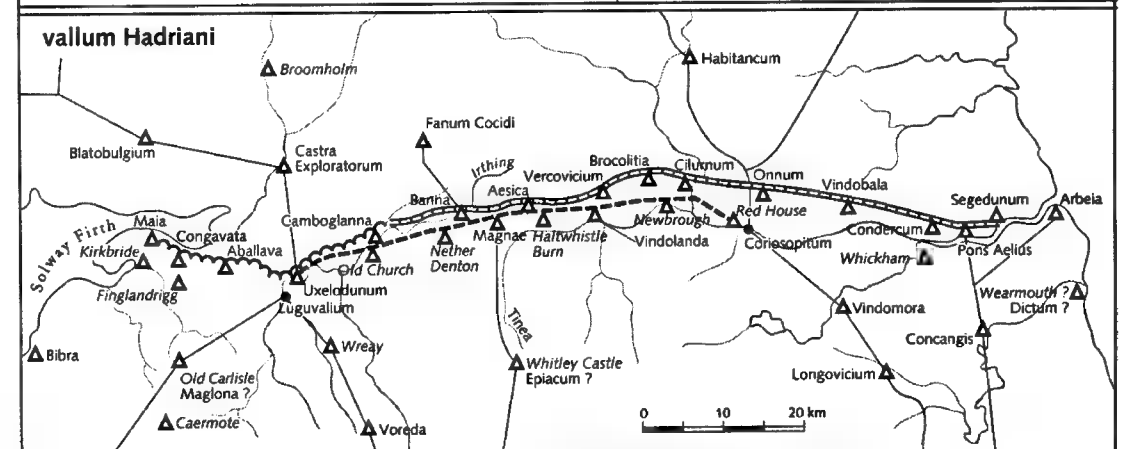 vallum Hadriani
Broomholm
Habitancum
Fanum Cocidi
Blatobulgium
Castra
Exploratorum
Irthing
Brocolitia
Cilurnum
Vercovicium
Onnum
Aesica
Vindobala
Banna
Segedunum
Arbeia
Camboglanna
Maia
Congavata
Solway Firth
Kirkbride
Aballava
Magnae
Haltwhistle
Burn
Newbrough
Red House
Nether
Denton
Vindolanda
Coriosopitum
Condercum
Pons Aelius
Old Church
Whickham
Finglandrigg
Uxelodunum
Luguvalium
Wearmouth ?
Dictum ?
Vindomora
Tinea
Concangis
Bibra
Wreay
Whitley Castle
Epiacum ?
Old Carlisle
Maglona ?
Longovicium
Caermote
Voreda
0 10 20 km